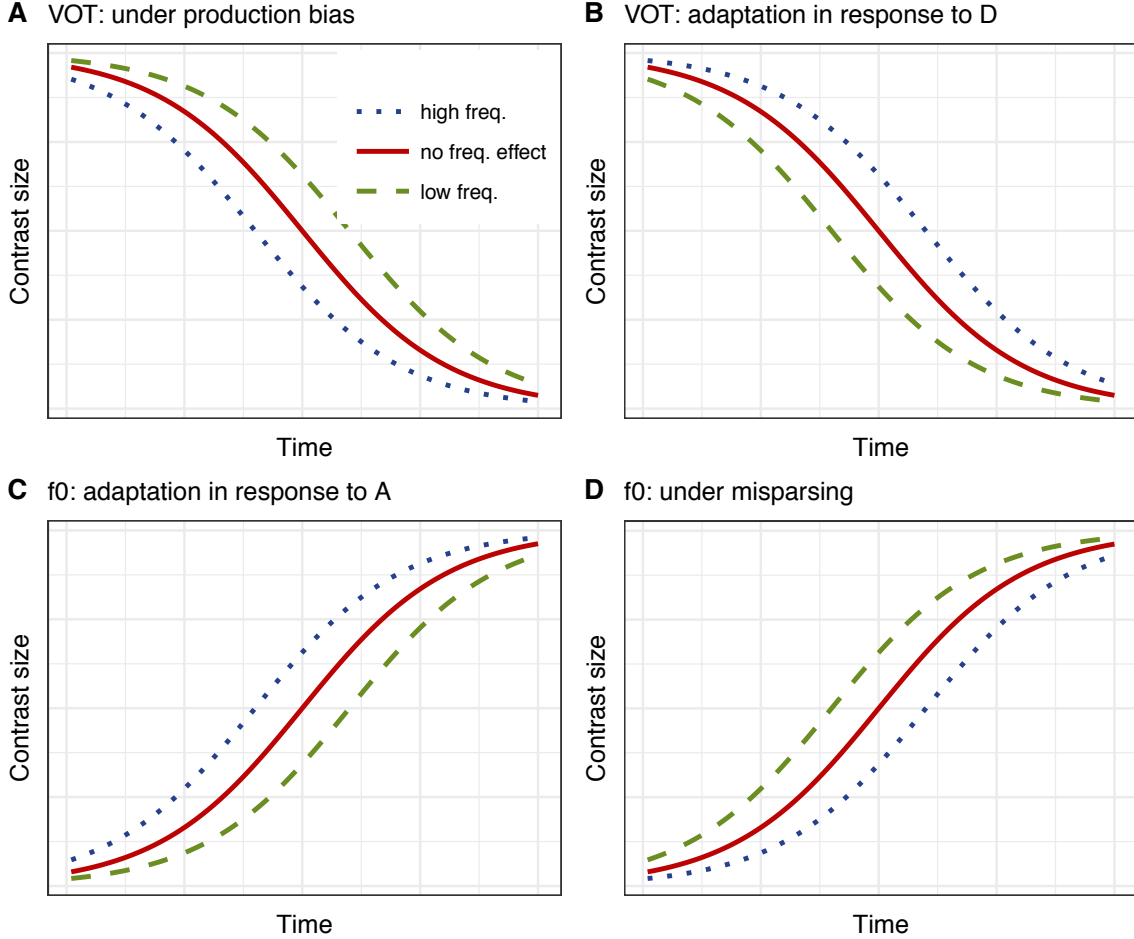 A VOT: under production bias
high freq.
no freq. effect
low freq.
Contrast size
Time
B VOT: adaptation in response to D
Contrast size
Time
C f0: adaptation in response to A
Contrast size
Time
D f0: under misparsing
Contrast size
Time